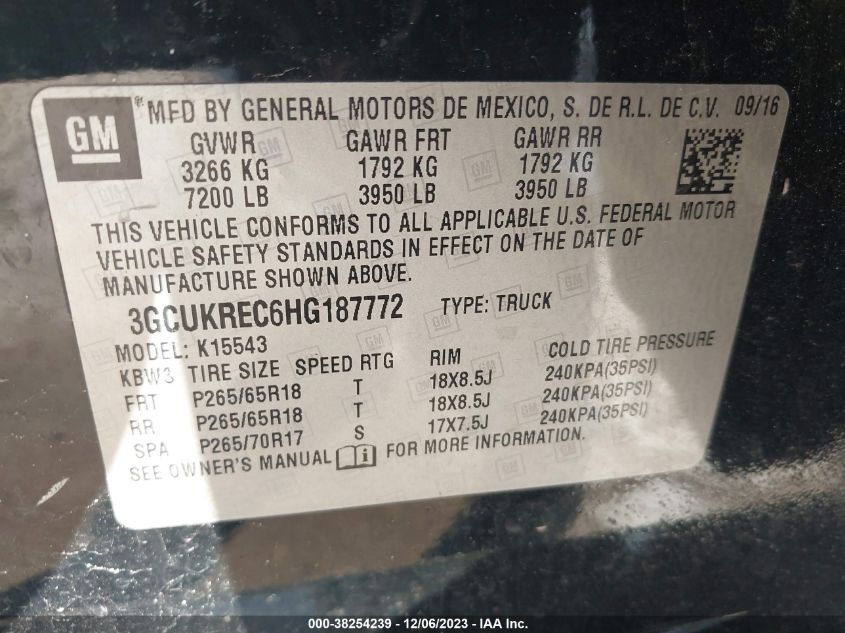 GM
® MFD BY GENERAL MOTORS DE MEXICO, S. DE R.L. DE C.V. 09/16
GVWR GAWR FRT GAWR RR
3266 KG 1792 KG 1792 KG
7200 LB 3950 LB 3950 LB
THIS VEHICLE CONFORMS TO ALL APPLICABLE U.S. FEDERAL MOTOR
VEHICLE SAFETY STANDARDS IN EFFECT ON THE DATE OF
MANUFACTURE SHOWN ABOVE.
3GCUKREC6HG187772 TYPE: TRUCK
MODEL: K15543
KBW3 TIRE SIZE SPEED RTG RIM COLD TIRE PRESSURE
FRT P265/65R18 T 18X8.5J 240KPA(35PSI)
RR P265/65R18 T 18X8.5J 240KPA(35PSI)
SPA P265/70R17 S 17X7.5J 240KPA(35PSI)
SEE OWNER'S MANUAL FOR MORE INFORMATION.
000-38254239 - 12/06/2023 - IAA Inc.